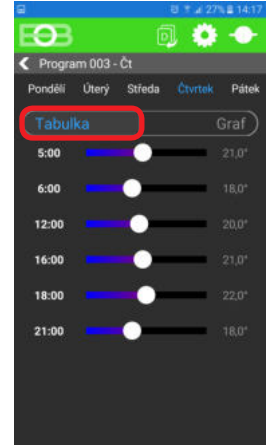 27% 14:17
EOB
Program 003 - Čt
Pondělí Úterý Středa Čtvrtek Pátek
Tabulka Graf
5:00 21,0°
6:00 18,0°
12:00 20,0°
16:00 21,0°
18:00 22,0°
21:00 18,0°